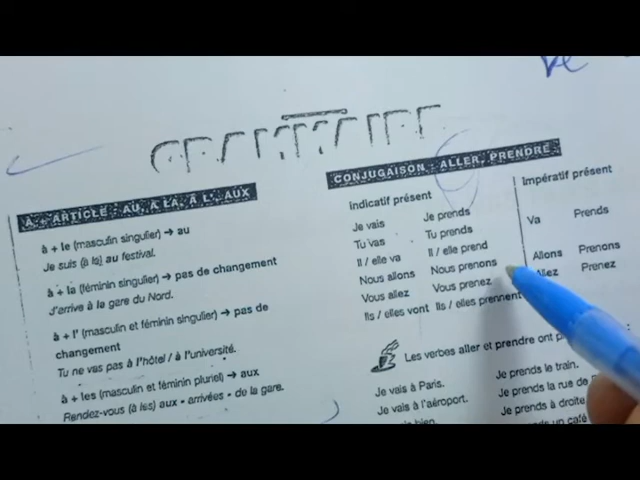 GRAMMAIRE
À + ARTICLE : AU, À LA, À L', AUX
à + le (masculin singulier) → au
Je suis (à le) au festival.
à + la (féminin singulier) → pas de changement
J'arrive à la gare du Nord.
à + l' (masculin et féminin singulier) → pas de
changement
Tu ne vas pas à l'hôtel / à l'université.
à + les (masculin et féminin pluriel) → aux
Rendez-vous (à les) aux « arrivées » de la gare.
CONJUGAISON : ALLER, PRENDRE
Indicatif présent
Impératif présent
Je vais Je prends
Tu vas Tu prends Va Prends
Il / elle va Il / elle prend
Nous allons Nous prenons Allons Prenons
Vous allez Vous prenez Allez Prenez
Ils / elles vont Ils / elles prennent
Les verbes aller et prendre ont
Je vais à Paris. Je prends le train.
Je vais à l'aéroport. Je prends la rue de
bien. Je prends à droite
prends un café